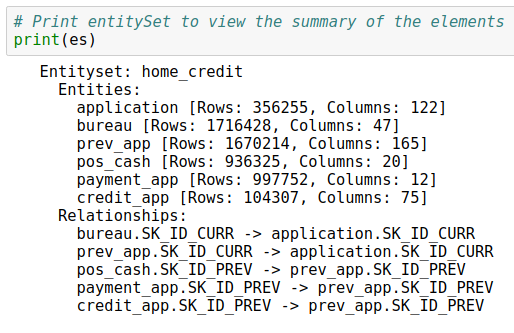 # Print entitySet to view the summary of the elements
print(es)
Entityset: home_credit
Entities:
application [Rows: 356255, Columns: 122]
bureau [Rows: 1716428, Columns: 47]
prev_app [Rows: 1670214, Columns: 165]
pos_cash [Rows: 936325, Columns: 20]
payment_app [Rows: 997752, Columns: 12]
credit_app [Rows: 104307, Columns: 75]
Relationships:
bureau.SK_ID_CURR -> application.SK_ID_CURR
prev_app.SK_ID_CURR -> application.SK_ID_CURR
pos_cash.SK_ID_PREV -> prev_app.SK_ID_PREV
payment_app.SK_ID_PREV -> prev_app.SK_ID_PREV
credit_app.SK_ID_PREV -> prev_app.SK_ID_PREV